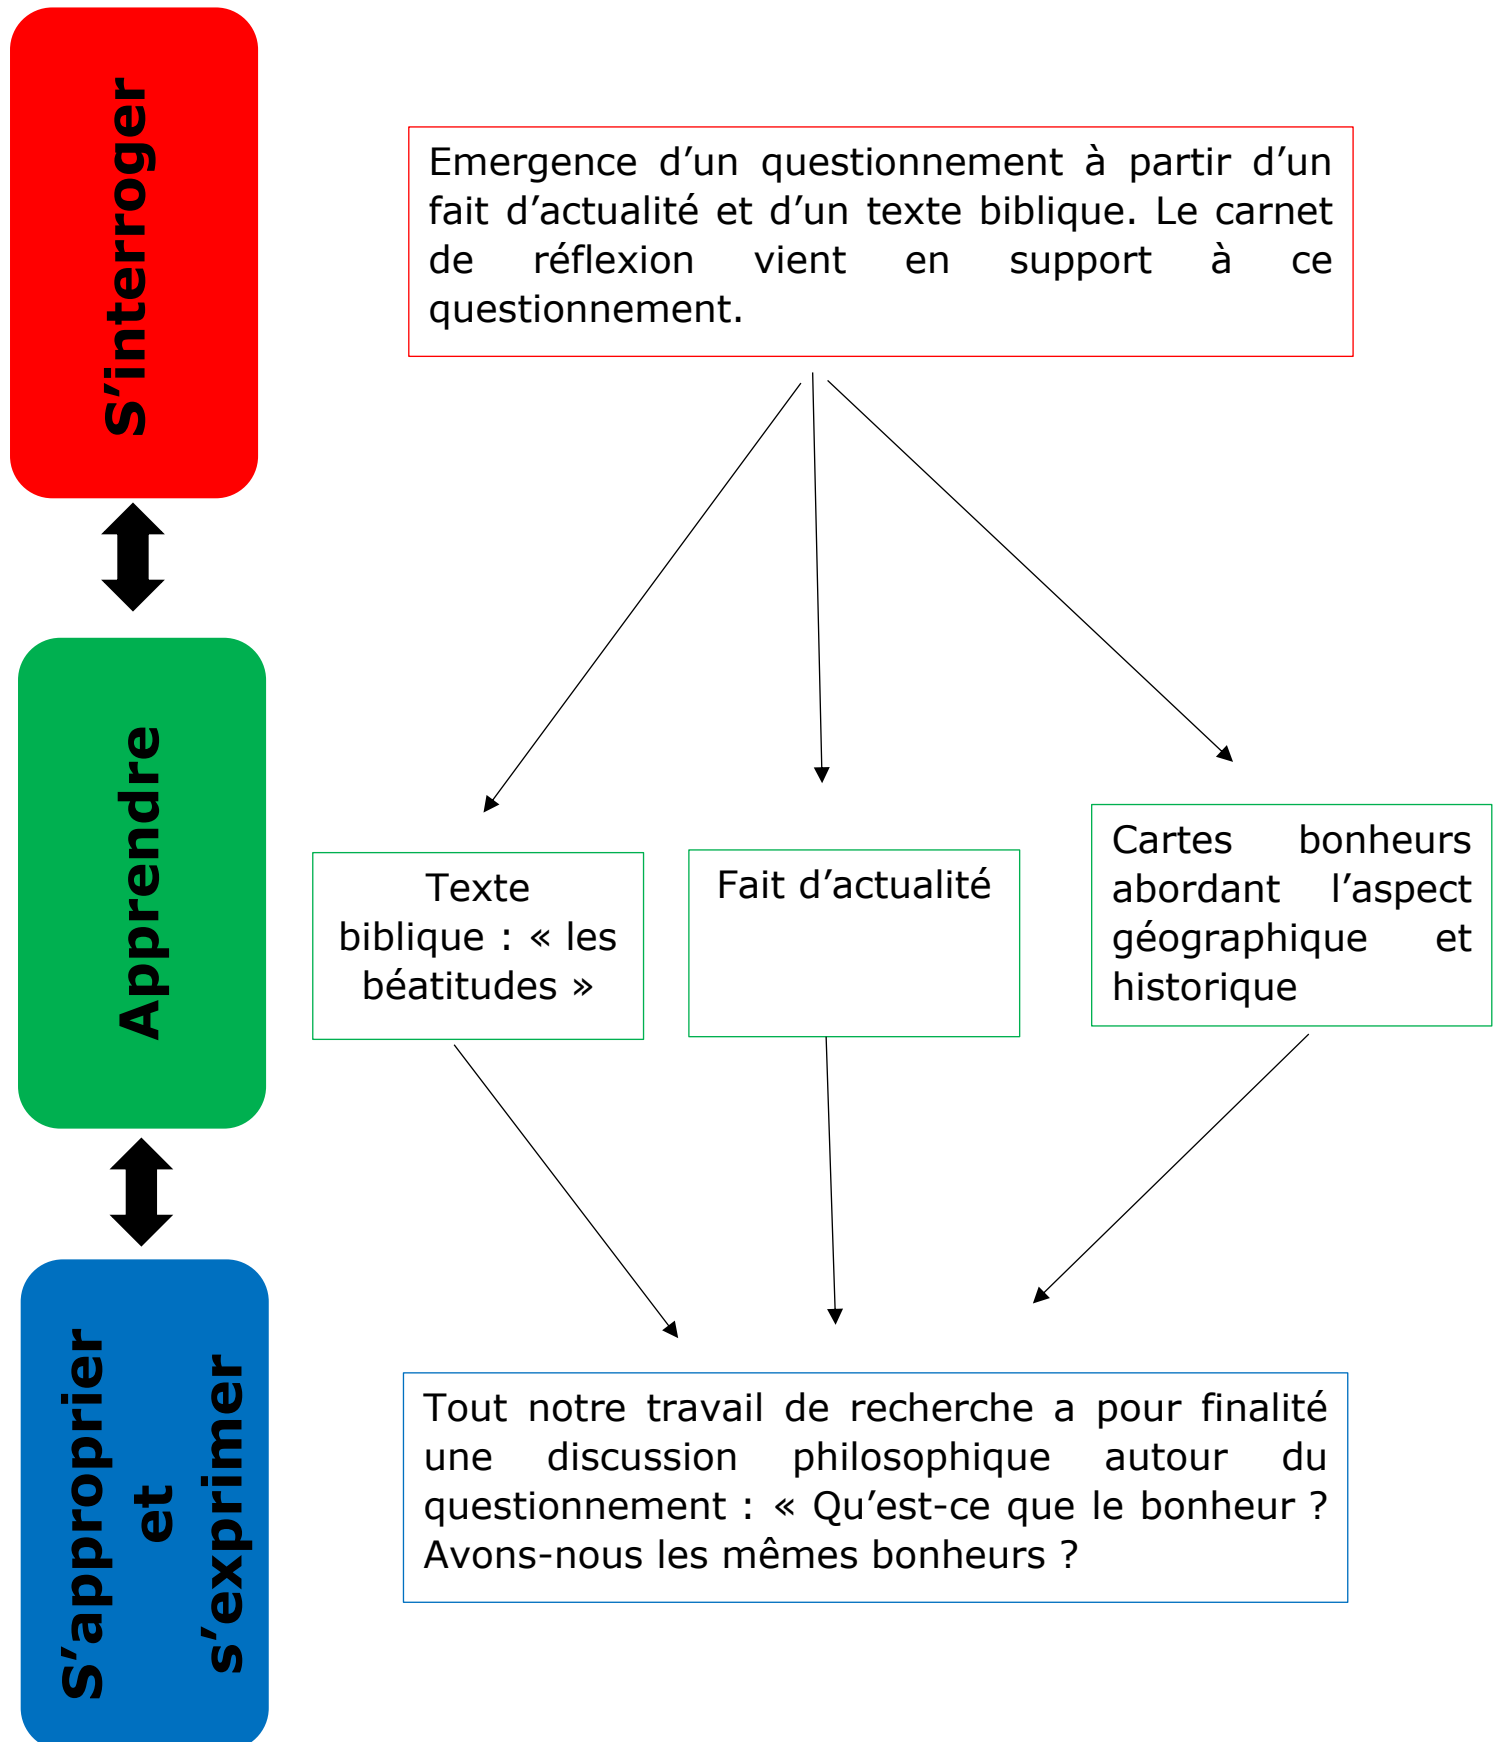 S’interroger
Emergence d’un questionnement à partir d’un
fait d’actualité et d’un texte biblique. Le carnet
de réflexion vient en support à ce
questionnement.
Apprendre
Texte
biblique : « les
béatitudes »
Fait d’actualité
Cartes bonheurs
abordant l’aspect
géographique et
historique
S’approprier
et
s’exprimer
Tout notre travail de recherche a pour finalité
une discussion philosophique autour du
questionnement : « Qu’est-ce que le bonheur ?
Avons-nous les mêmes bonheurs ?